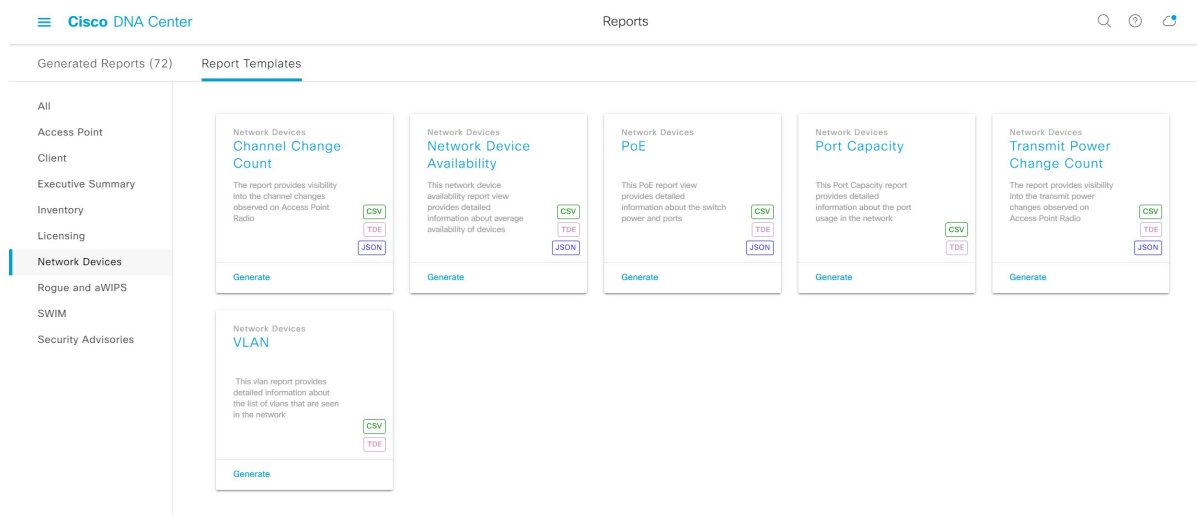 Cisco DNA Center
Reports
Generated Reports (72)
Report Templates
All
Access Point
Client
Executive Summary
Inventory
Licensing
Network Devices
Rogue and aWIPS
SWIM
Security Advisories
Network Devices
Channel Change
Count
The report provides visibility
into the channel changes
observed on Access Point
Radio
CSV
TDE
JSON
Generate
Network Devices
Network Device
Availability
This network device
availability report view
provides detailed
information about average
availability of devices
CSV
TDE
JSON
Generate
Network Devices
PoE
This PoE report view
provides detailed
information about the switch
power and ports
CSV
TDE
JSON
Generate
Network Devices
Port Capacity
This Port Capacity report
provides detailed
information about the port
usage in the network
CSV
TDE
Generate
Network Devices
Transmit Power
Change Count
The report provides visibility
into the transmit power
changes observed on
Access Point Radio
CSV
TDE
JSON
Generate
Network Devices
VLAN
This vlan report provides
detailed information about
the list of vlans that are seen
in the network
CSV
TDE
Generate